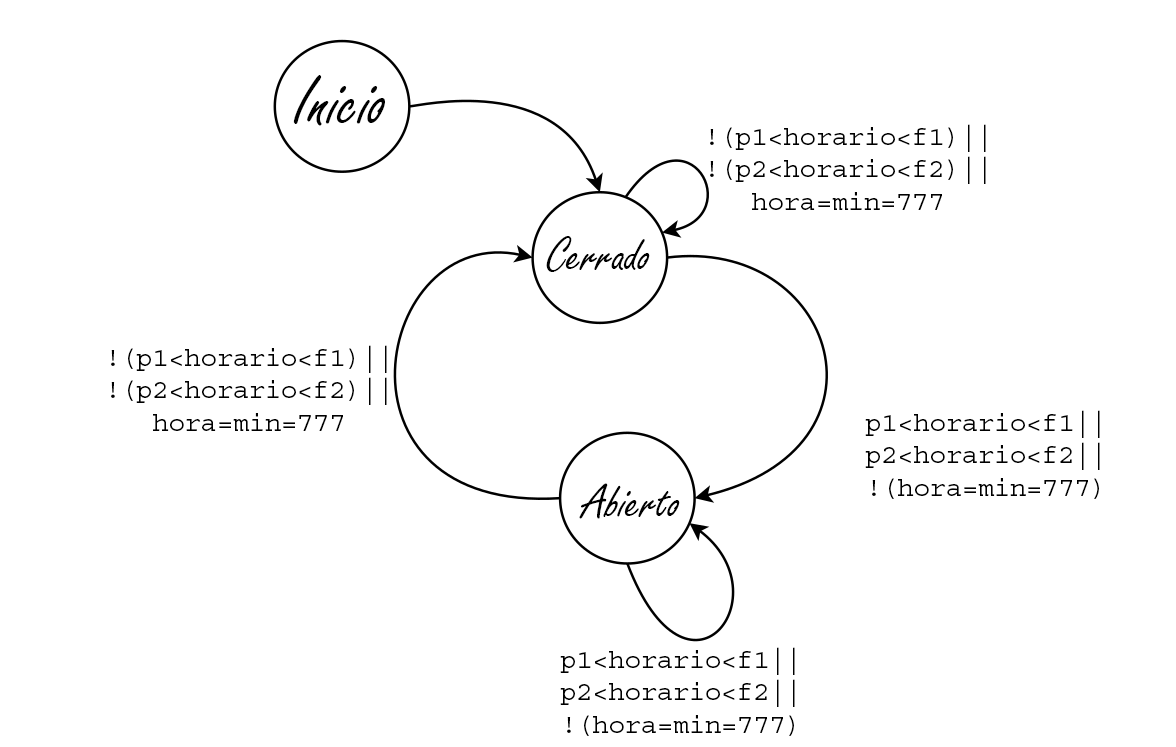 Inicio
!(p1<horario<f1)||
!(p2<horario<f2)||
hora=min=777
Cerrado
!(p1<horario<f1)||
!(p2<horario<f2)||
hora=min=777
p1<horario<f1||
p2<horario<f2||
!(hora=min=777)
Abierto
p1<horario<f1||
p2<horario<f2||
!(hora=min=777)